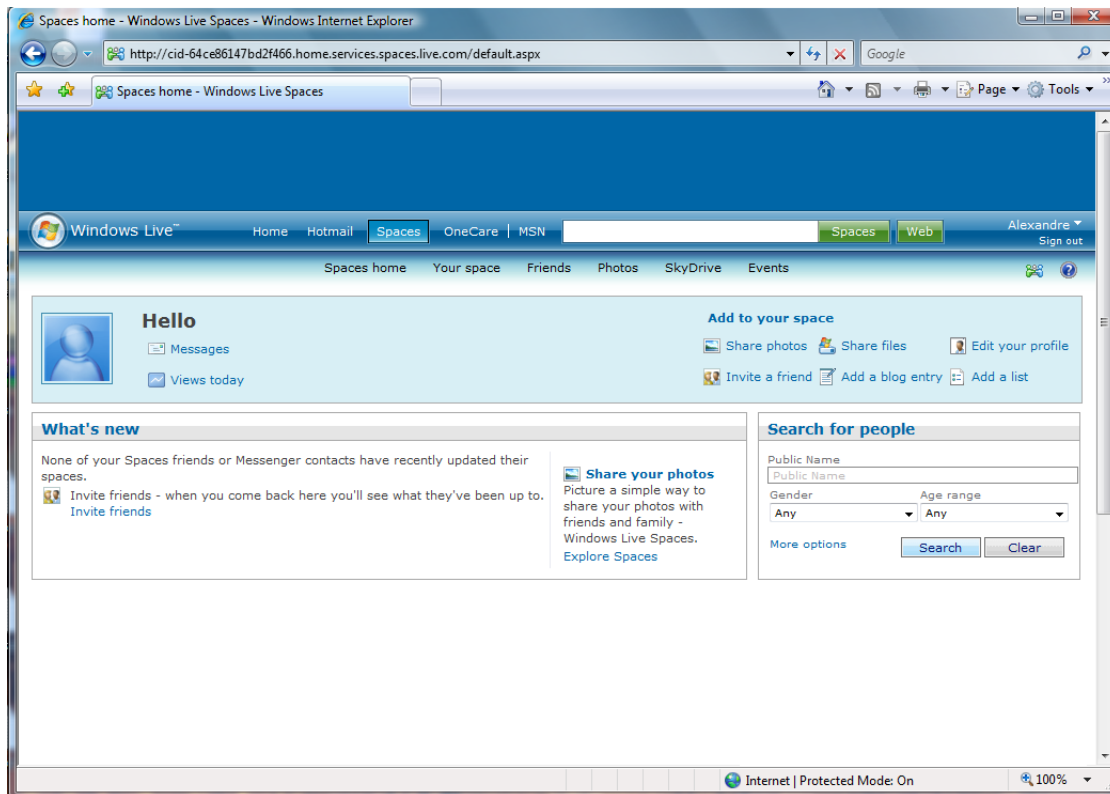 Spaces home - Windows Live Spaces - Windows Internet Explorer
http://cid-64ce86147bd2f466.home.services.spaces.live.com/default.aspx
Google
Spaces home - Windows Live Spaces
Page
Tools
Windows Live™
Home Hotmail Spaces OneCare | MSN
Spaces Web
Alexandre
Sign out
Spaces home Your space Friends Photos SkyDrive Events
Hello
Messages
Views today
Add to your space
Share photos Share files Edit your profile
Invite a friend Add a blog entry Add a list
What's new
None of your Spaces friends or Messenger contacts have recently updated their
spaces.
Invite friends - when you come back here you'll see what they've been up to.
Invite friends
Share your photos
Picture a simple way to
share your photos with
friends and family -
Windows Live Spaces.
Explore Spaces
Search for people
Public Name
Public Name
Gender Age range
Any Any
More options Search Clear
Internet | Protected Mode: On
100%